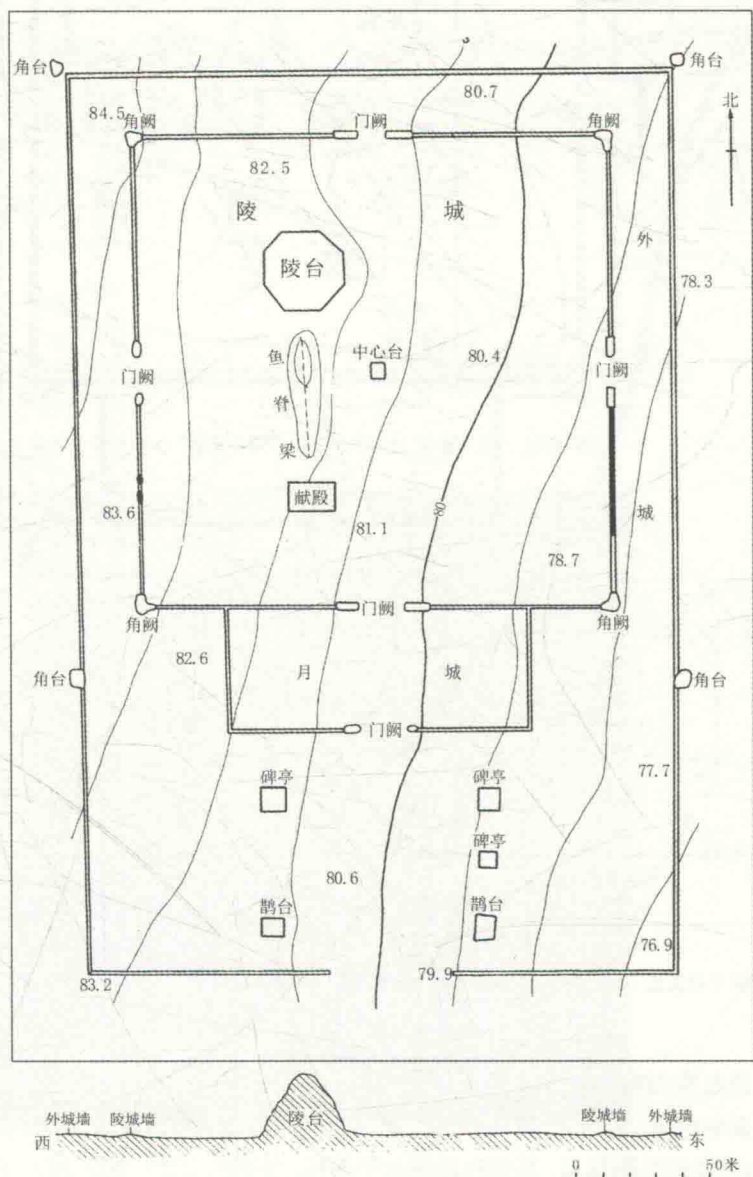 角台
角台
84.5
80.7
北
角阙
门阙
角阙
82.5
陵城
外城
陵台
78.3
鱼脊梁
中心台
80.4
门阙
门阙
83.6
献殿
81.1
80
78.7
角阙
门阙
角阙
82.6
月城
角台
角台
门阙
77.7
碑亭
碑亭
碑亭
80.6
鹊台
鹊台
76.9
83.2
79.9
外城墙
陵城墙
陵台
陵城墙
外城墙
西
东
0
50米